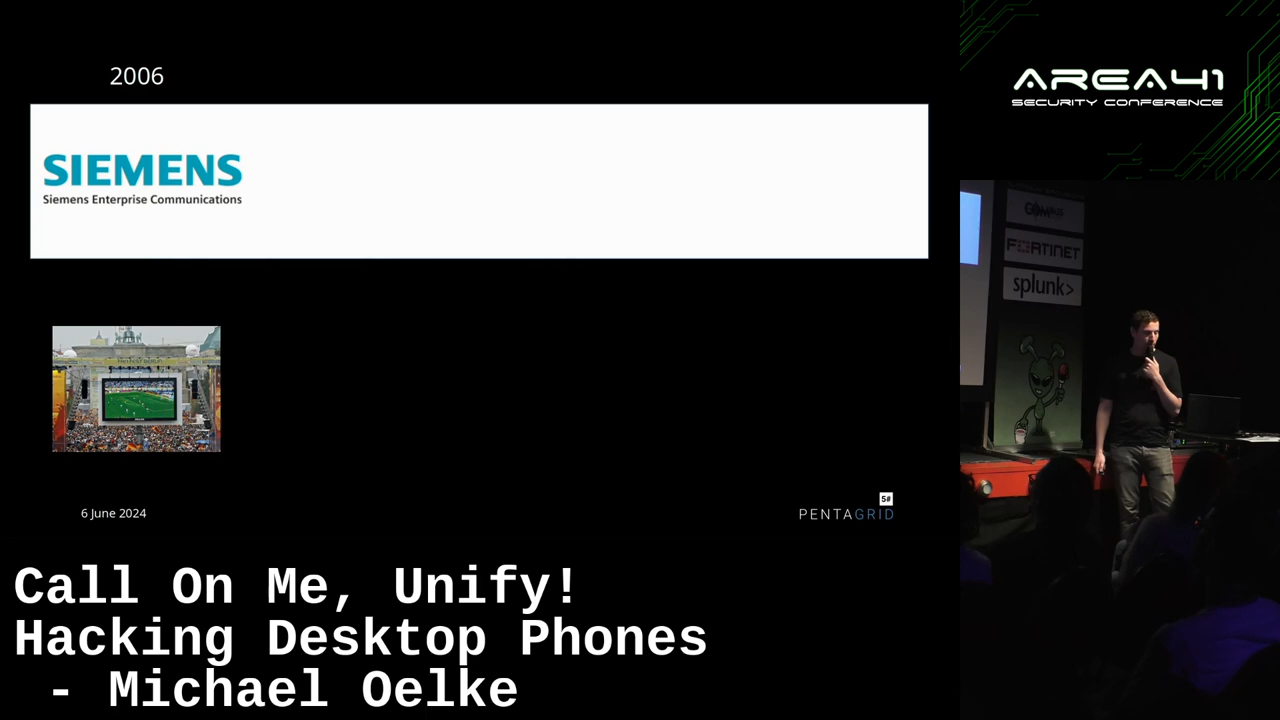 2006
SIEMENS
Siemens Enterprise Communications
6 June 2024
5#
PENTAGRID
AREA41
SECURITY CONFERENCE
FORTINET
splunk>
Call On Me, Unify!
Hacking Desktop Phones
- Michael Oelke